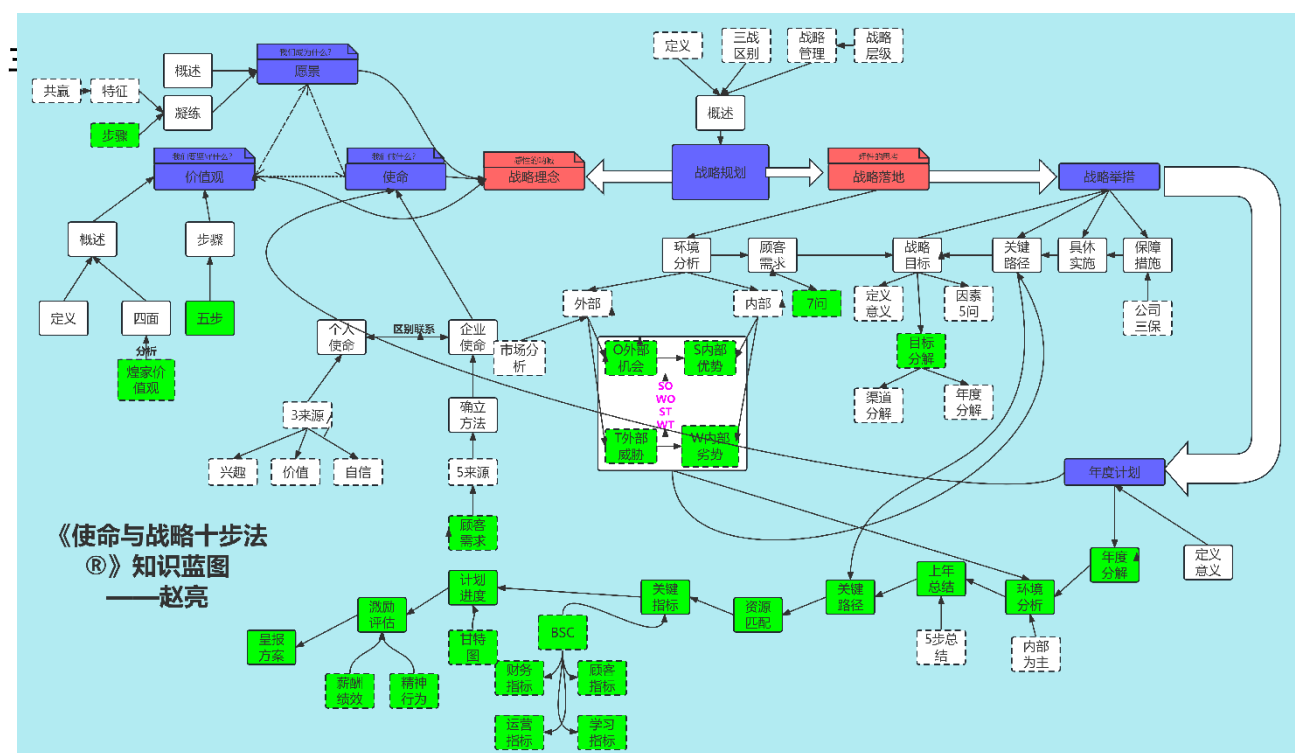 我们成为什么?
愿景
概述
共赢
特征
凝练
步骤
价值观
使命
战略理念
定义
三战
区别
战略
管理
战略
层级
概述
战略规划
战略落地
战略举措
概述
步骤
定义
四面
五步
分析
煌家价
值观
个人
使命
区别联系
企业
使命
3来源
兴趣
价值
自信
确立
方法
5来源
顾客
需求
环境
分析
顾客
需求
战略
目标
关键
路径
具体
实施
保障
措施
外部
内部
7问
定义
意义
因素
5问
公司
三保
市场分
析
目标
分解
渠道
分解
年度
分解
O外部
机会
S内部
优势
SO
WO
ST
WT
T外部
威胁
W内部
劣势
年度计划
年度
分解
定义
意义
环境
分析
内部
为主
上年
总结
5步总
结
关键
路径
资源
匹配
关键
指标
BSC
财务
指标
顾客
指标
运营
指标
学习
指标
计划
进度
甘特
图
激励
评估
薪酬
绩效
精神
行为
呈报
方案
《使命与战略十步法
®》知识蓝图
——赵亮